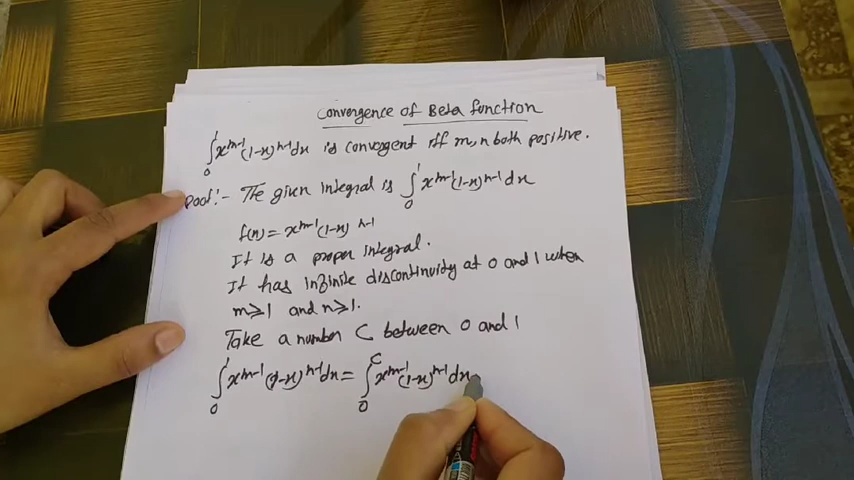 Convergence of Beta function
∫₀¹ x^{m-1}(1-x)^{n-1}dx is convergent iff m,n both positive.
Proof:- The given integral is ∫₀¹ x^{m-1}(1-x)^{n-1}dx
f(x)= x^{m-1}(1-x)^{n-1}
It is a proper integral.
It has infinite discontinuity at 0 and 1 when
m≥1 and n≥1.
Take a number C between 0 and 1
∫₀¹ x^{m-1}(1-x)^{n-1}dx = ∫₀^C x^{m-1}(1-x)^{n-1}dx